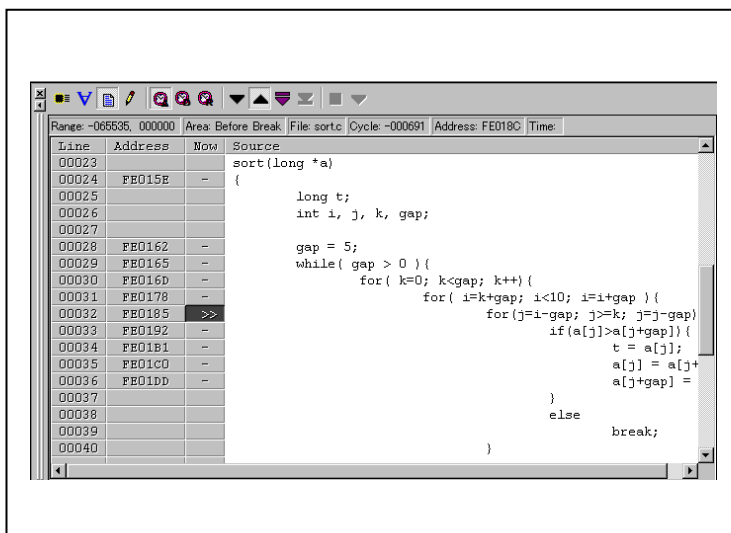 Range: -065535, 000000 Area: Before Break File: sort.c Cycle: -000691 Address: FE018C Time:
Line Address Now Source
00023 sort(long *a)
00024 FE015E - {
00025 long t;
00026 int i, j, k, gap;
00027
00028 FE0162 - gap = 5;
00029 FE0165 - while( gap > 0 ){
00030 FE016D - for( k=0; k<gap; k++){
00031 FE0178 - for( i=k+gap; i<10; i=i+gap ){
00032 FE0185 >> for(j=i-gap; j>=k; j=j-gap)
00033 FE0192 - if(a[j]>a[j+gap]){
00034 FE01B1 - t = a[j];
00035 FE01C0 - a[j] = a[j+
00036 FE01DD - a[j+gap] =
00037 }
00038 else
00039 break;
00040 }